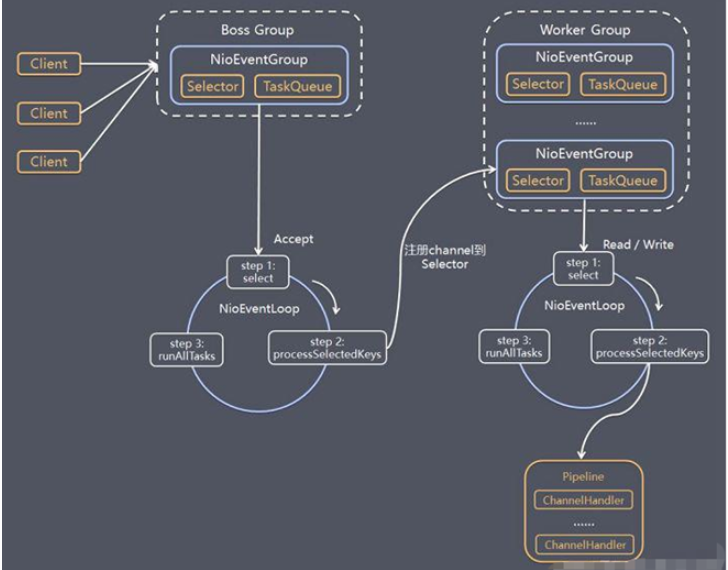 Client
Client
Client
Boss Group
NioEventGroup
Selector
TaskQueue
Accept
step 1:
select
NioEventLoop
step 2:
processSelectedKeys
step 3:
runAllTasks
注册channel到
Selector
Worker Group
NioEventGroup
Selector
TaskQueue
......
NioEventGroup
Selector
TaskQueue
Read / Write
step 1:
select
NioEventLoop
step 2:
processSelectedKeys
step 3:
runAllTasks
Pipeline
ChannelHandler
......
ChannelHandler